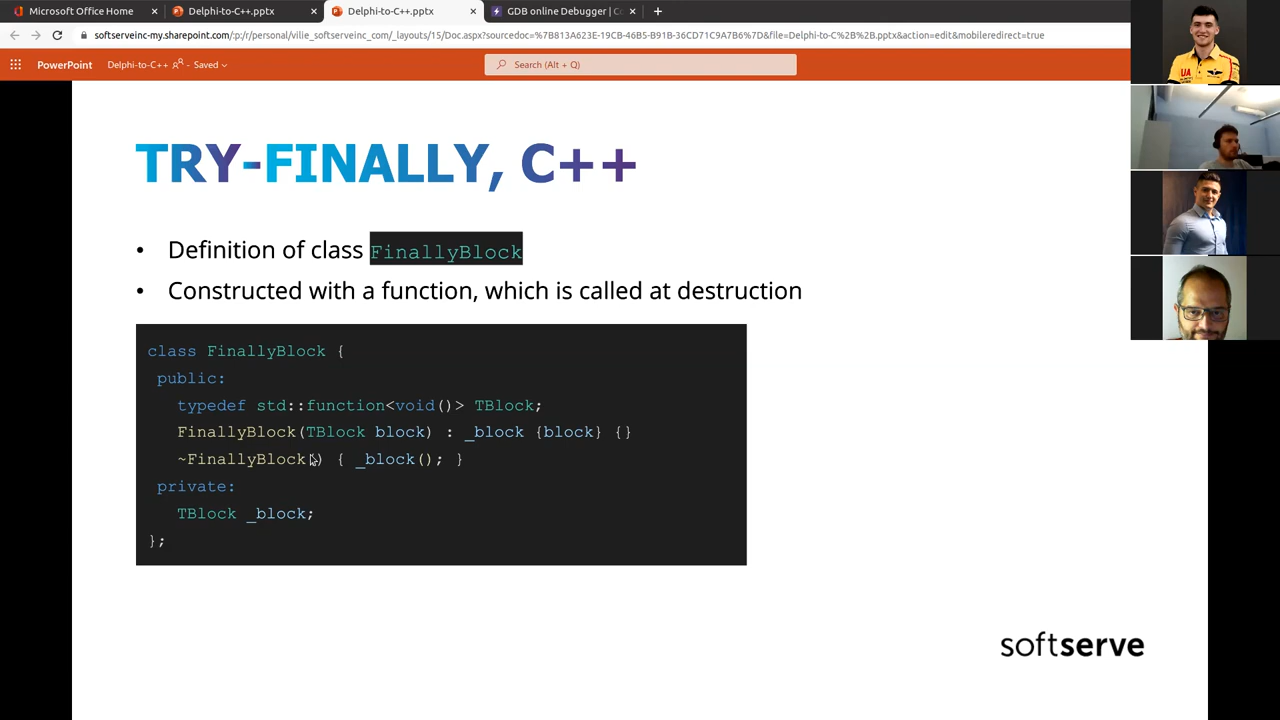 Microsoft Office Home
Delphi-to-C++.pptx
Delphi-to-C++.pptx
GDB online Debugger | Co
softserveinc-my.sharepoint.com/:p:/r/personal/vilie_softserveinc_com/_layouts/15/Doc.aspx?sourcedoc=%7B813A623E-19CB-46B5-B91B-36CD71C9A7B6%7D&file=Delphi-to-C%2B%2B.pptx&action=edit&mobileredirect=true
PowerPoint
Delphi-to-C++
- Saved
Search (Alt + Q)
UA
TRY-FINALLY, C++
• Definition of class FinallyBlock
• Constructed with a function, which is called at destruction
class FinallyBlock {
public:
typedef std::function<void()> TBlock;
FinallyBlock(TBlock block) : _block {block} {}
~FinallyBlock() { _block(); }
private:
TBlock _block;
};
softserve